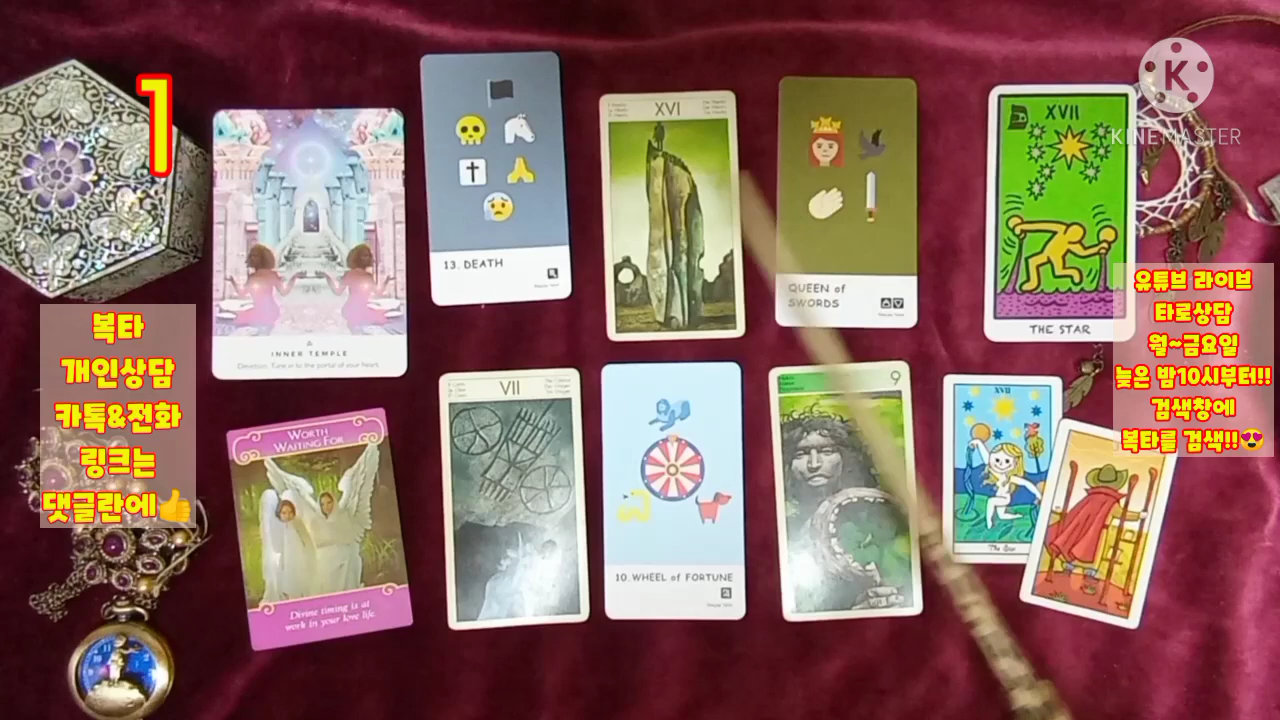 1
복타
개인상담
카톡&전화
링크는
댓글란에👍
INNER TEMPLE
Devotion. Tune in to the portal of your heart.
13. DEATH
XVI
QUEEN of
SWORDS
XVII
THE STAR
K
KINEMASTER
유튜브 라이브
타로상담
월~금요일
늦은 밤10시부터!!
검색창에
복타를 검색!!😍
WORTH
WAITING FOR
Divine timing is at
work in your love life.
VII
10. WHEEL of FORTUNE
9
XVII
The Star